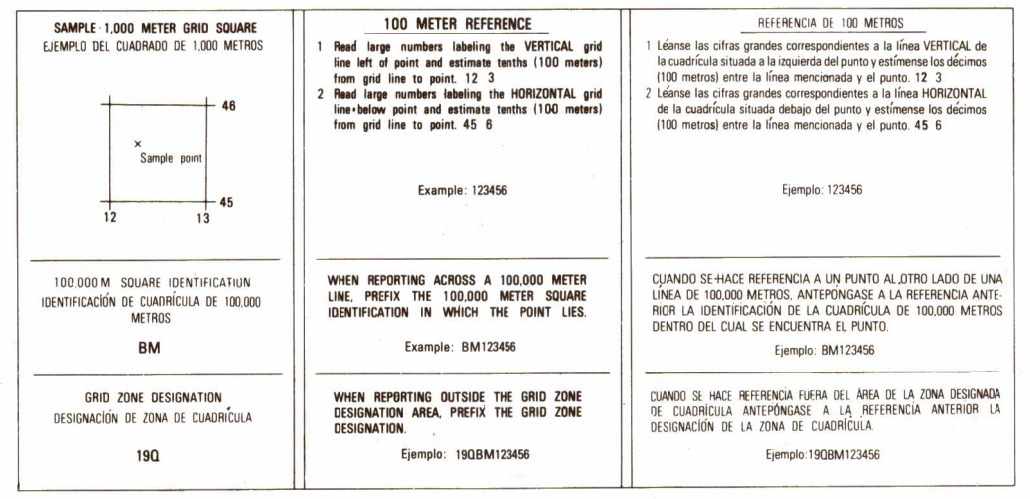 SAMPLE 1,000 METER GRID SQUARE
EJEMPLO DEL CUADRADO DE 1,000 METROS
46
×
Sample point
45
12 13
100,000 M SQUARE IDENTIFICATION
IDENTIFICACIÓN DE CUADRÍCULA DE 100,000
METROS
BM
GRID ZONE DESIGNATION
DESIGNACIÓN DE ZONA DE CUADRÍCULA
19Q
100 METER REFERENCE
1 Read large numbers labeling the VERTICAL grid
line left of point and estimate tenths (100 meters)
from grid line to point. 12 3
2 Read large numbers labeling the HORIZONTAL grid
line below point and estimate tenths (100 meters)
from grid line to point. 45 6
Example: 123456
WHEN REPORTING ACROSS A 100,000 METER
LINE, PREFIX THE 100,000 METER SQUARE
IDENTIFICATION IN WHICH THE POINT LIES.
Example: BM123456
WHEN REPORTING OUTSIDE THE GRID ZONE
DESIGNATION AREA, PREFIX THE GRID ZONE
DESIGNATION.
Ejemplo: 19QBM123456
REFERENCIA DE 100 METROS
1 Léanse las cifras grandes correspondientes a la línea VERTICAL de
la cuadrícula situada a la izquierda del punto y estímense los décimos
(100 metros) entre la línea mencionada y el punto. 12 3
2 Léanse las cifras grandes correspondientes a la línea HORIZONTAL
de la cuadrícula situada debajo del punto y estímense los décimos
(100 metros) entre la línea mencionada y el punto. 45 6
Ejemplo: 123456
CUANDO SE HACE REFERENCIA A UN PUNTO AL OTRO LADO DE UNA
LÍNEA DE 100,000 METROS, ANTEPÓNGASE A LA REFERENCIA ANTE-
RIOR LA IDENTIFICACIÓN DE LA CUADRÍCULA DE 100,000 METROS
DENTRO DEL CUAL SE ENCUENTRA EL PUNTO.
Ejemplo: BM123456
CUANDO SE HACE REFERENCIA FUERA DEL ÁREA DE LA ZONA DESIGNADA
DE CUADRÍCULA ANTEPÓNGASE A LA REFERENCIA ANTERIOR LA
DESIGNACIÓN DE LA ZONA DE CUADRÍCULA.
Ejemplo:19QBM123456